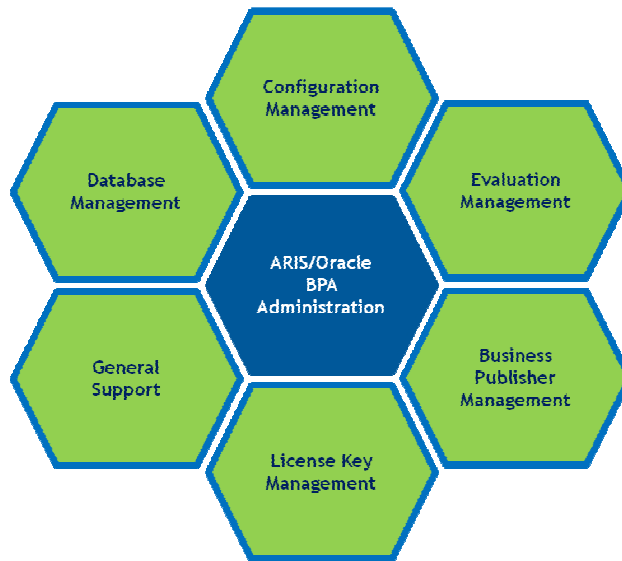 Configuration
Management
Database
Management
Evaluation
Management
ARIS/Oracle
BPA
Administration
General
Support
Business
Publisher
Management
License Key
Management